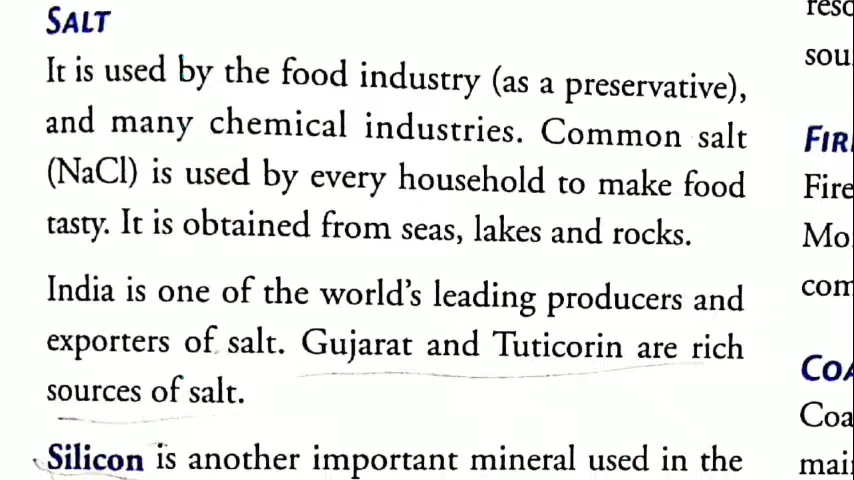 SALT
It is used by the food industry (as a preservative),
and many chemical industries. Common salt
(NaCl) is used by every household to make food
tasty. It is obtained from seas, lakes and rocks.
India is one of the world's leading producers and
exporters of salt. Gujarat and Tuticorin are rich
sources of salt.
Silicon is another important mineral used in the
Fire